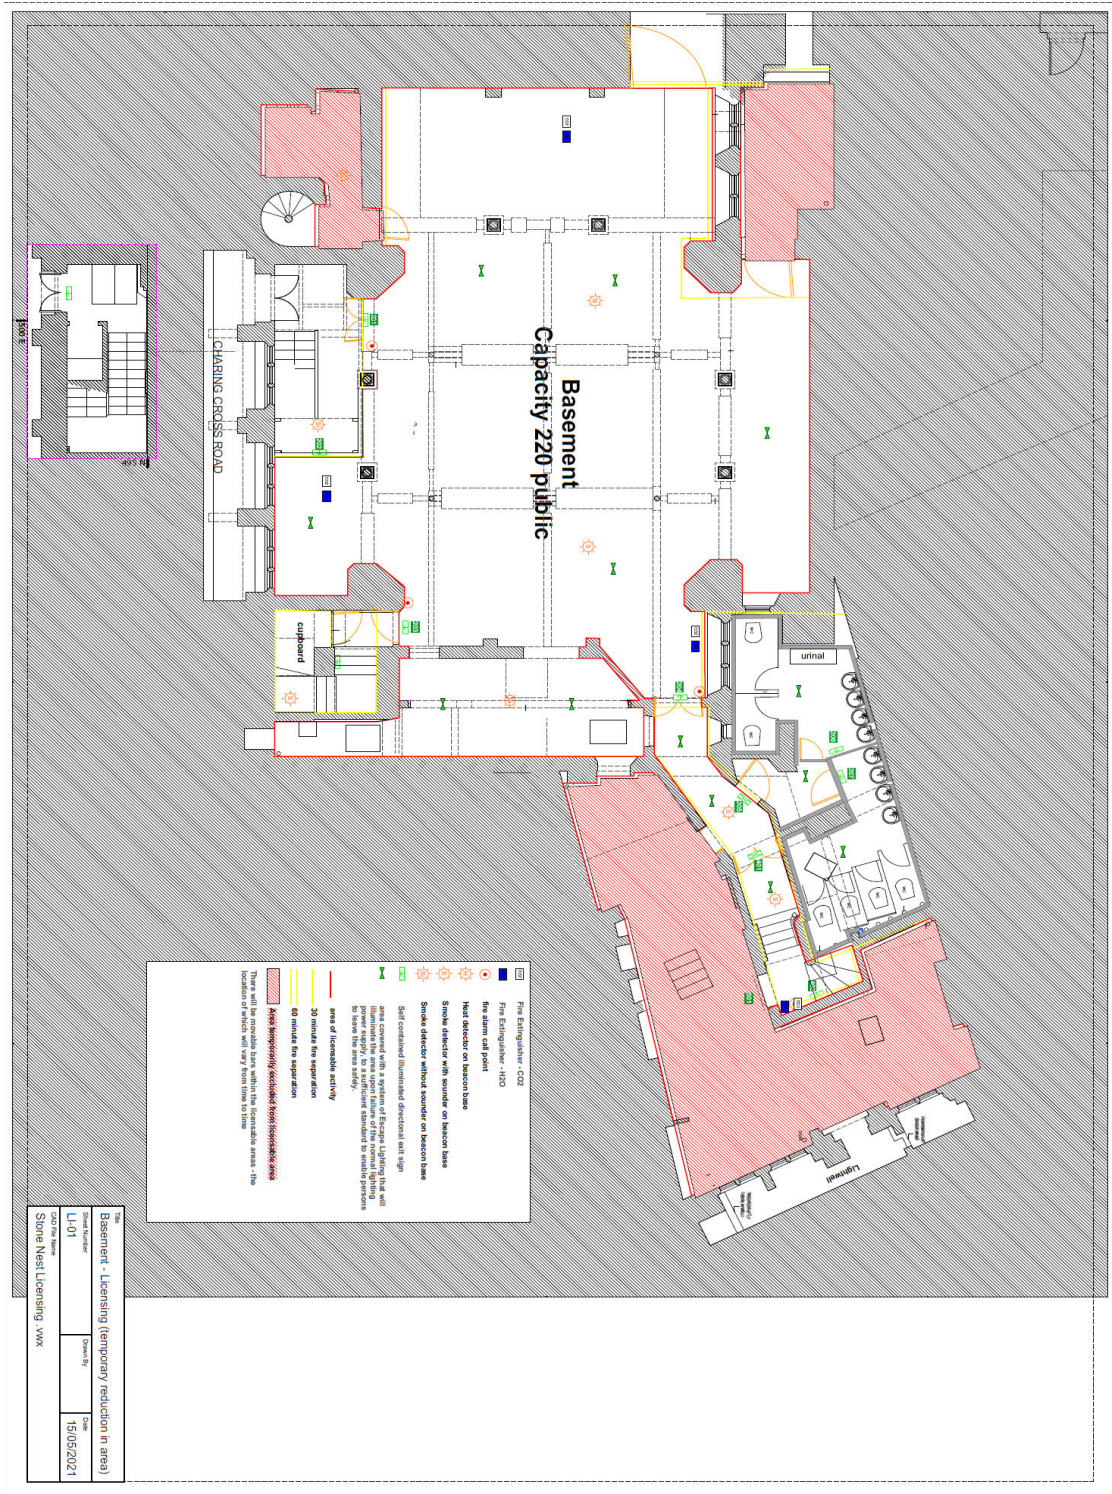 Basement
Capacity 220 public
CHARING CROSS ROAD
495 N
cupboard
urinal
Lightwell
Fire Extinguisher - CO2
Fire Extinguisher - H2O
fire alarm call point
Heat detector on beacon base
Smoke detector with sounder on beacon base
Smoke detector without sounder on beacon base
Self contained illuminated directional exit sign
area covered with a system of Escape Lighting that will
illuminate the area upon failure of the normal lighting
power supply, to a sufficient standard to enable persons
to leave the area safely.
area of licensable activity
30 minute fire separation
60 minute fire separation
Area temporarily excluded from licensable area
There will be movable bars within the licensable areas - the
location of which will vary from time to time
Title
Basement - Licensing (temporary reduction in area)
Sheet Number
LI-01
Drawn By
Date
15/05/2021
CAD File Name
Stone Nest Licensing .vwx